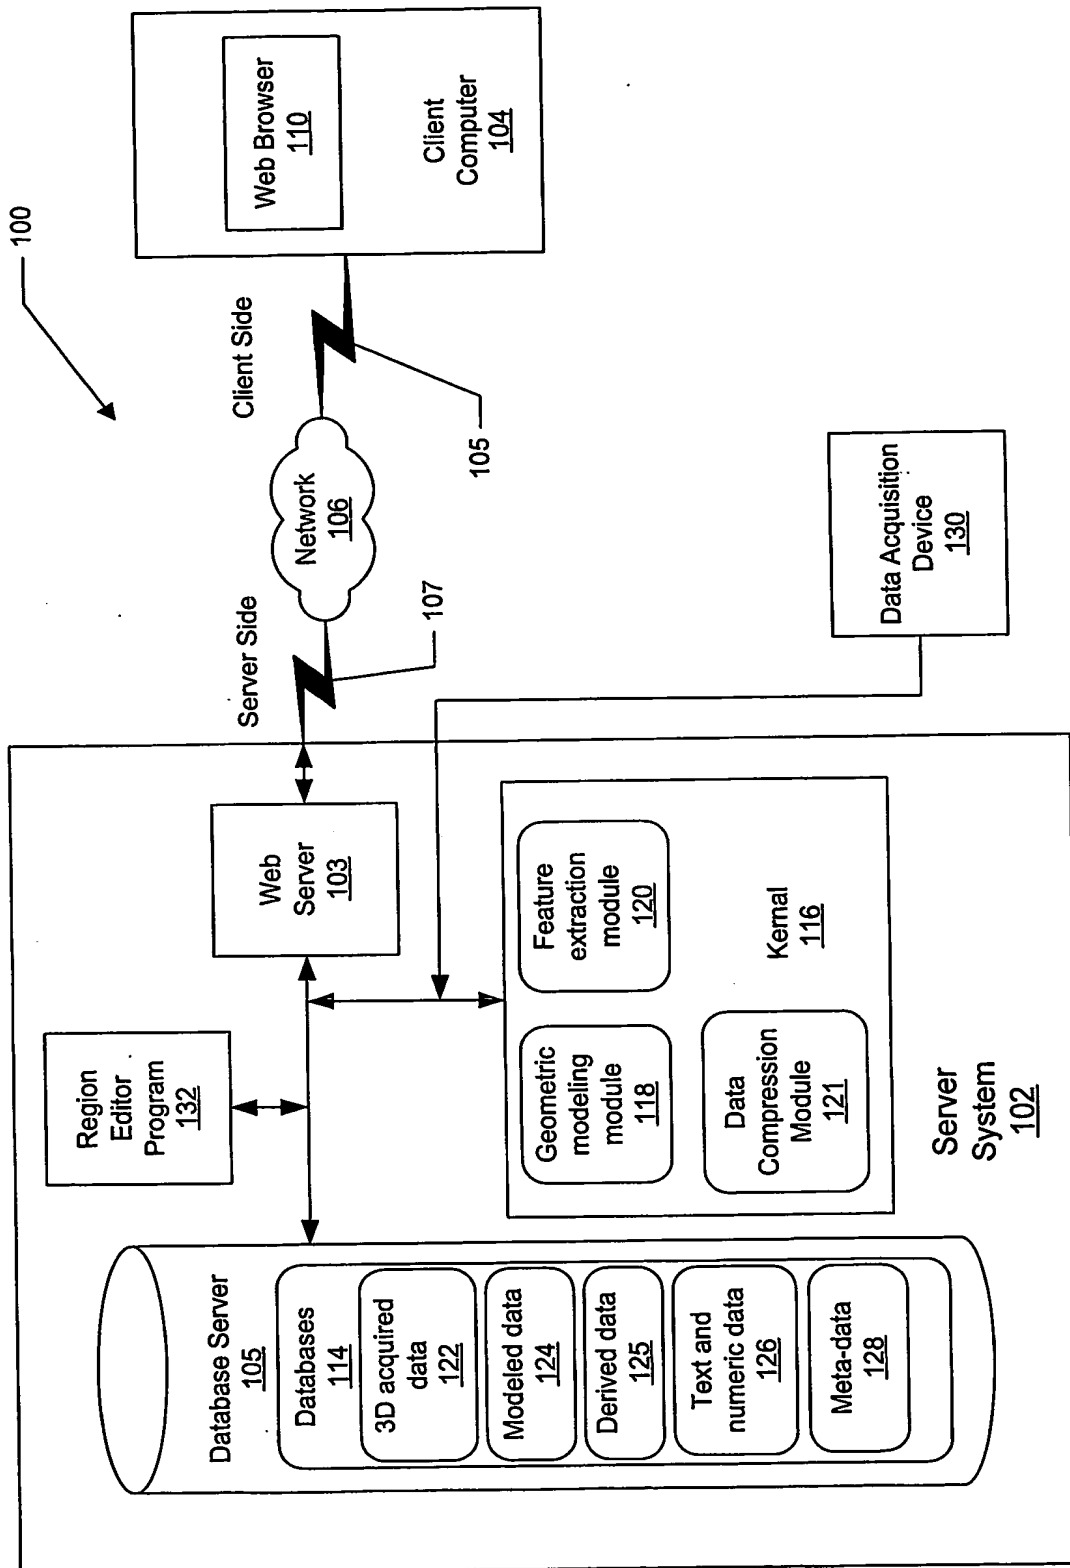 100
Server Side
Client Side
Database Server
105
Databases
114
3D acquired
data
122
Modeled data
124
Derived data
125
Text and
numeric data
126
Meta-data
128
Region
Editor
Program
132
Web
Server
103
107
Network
106
105
Web Browser
110
Client
Computer
104
Geometric
modeling
module
118
Feature
extraction
module
120
Data
Compression
Module
121
Kernal
116
Server
System
102
Data Acquisition
Device
130